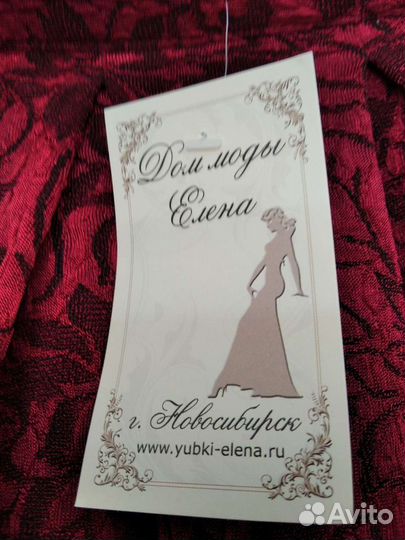 Дом моды
Елена
г. Новосибирск
www.yubki-elena.ru
Avito